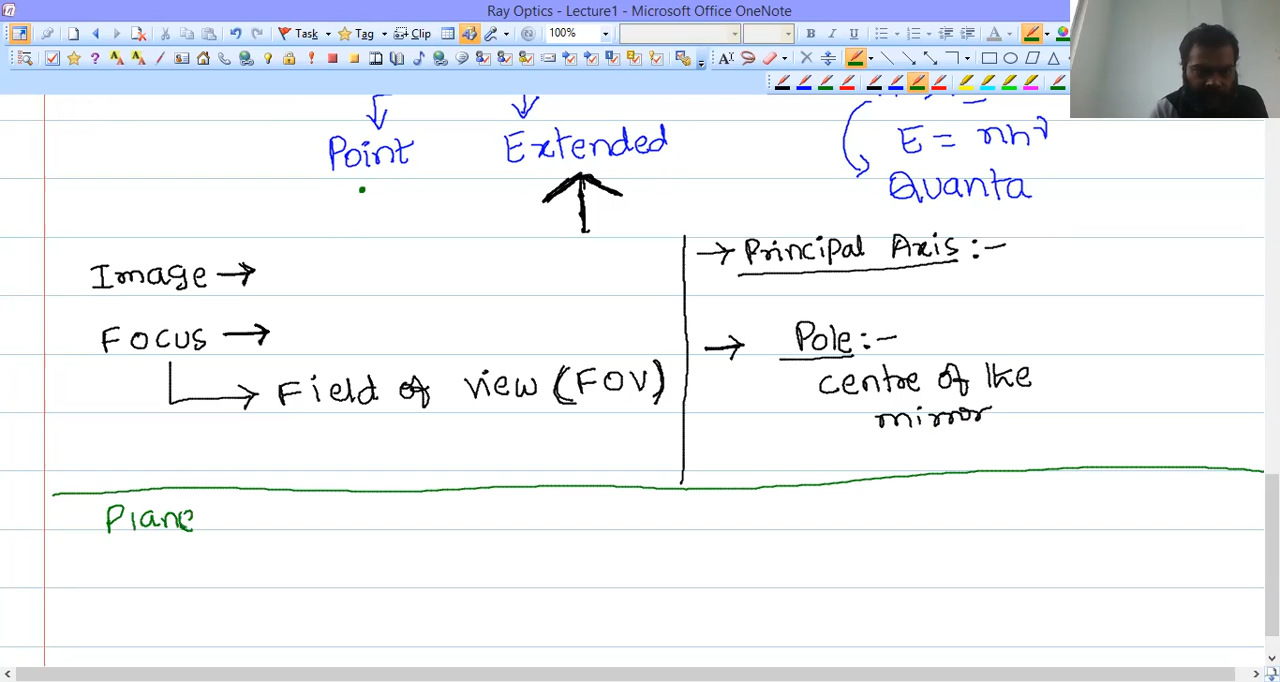 Ray Optics - Lecture1 - Microsoft Office OneNote
Task Tag Clip 100% B I U
Point Extended E = nhν
Quanta
Image → → Principal Axis :-
Focus → → Pole :-
Field of view (FOV) centre of the
mirror
Plane